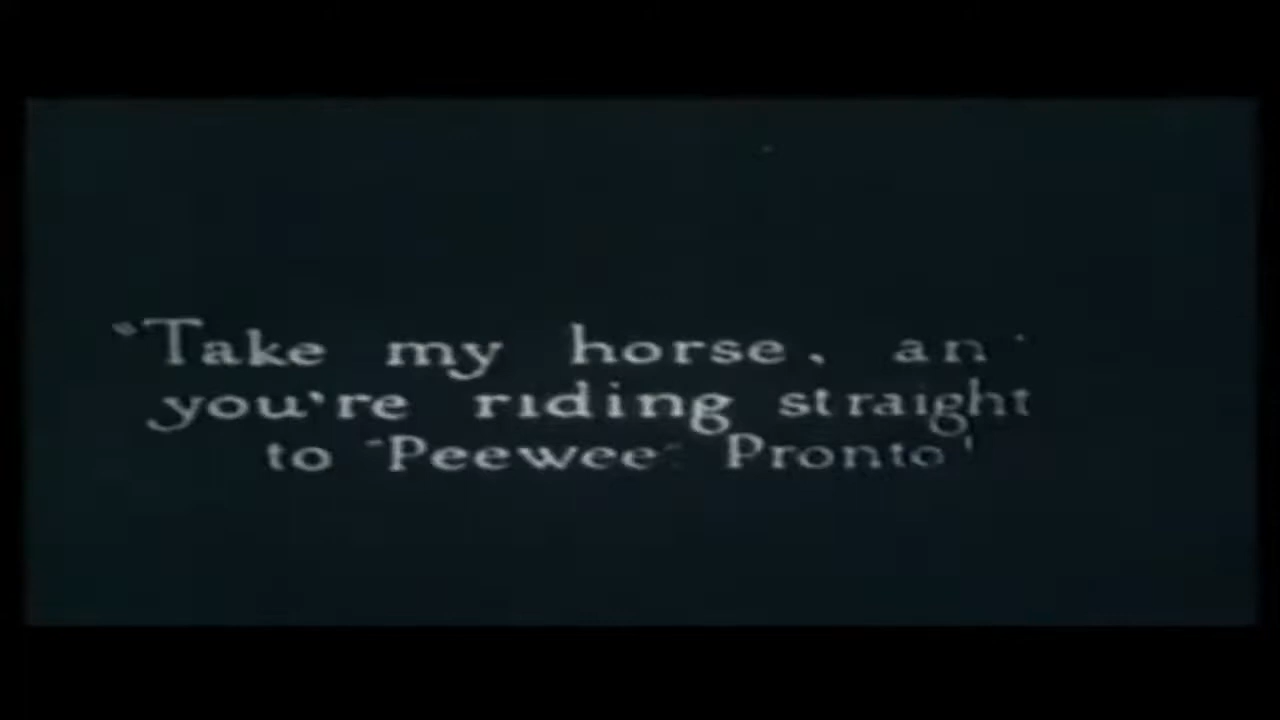 "Take my horse, an'
you're riding straight
to "Peewee" Pronto'